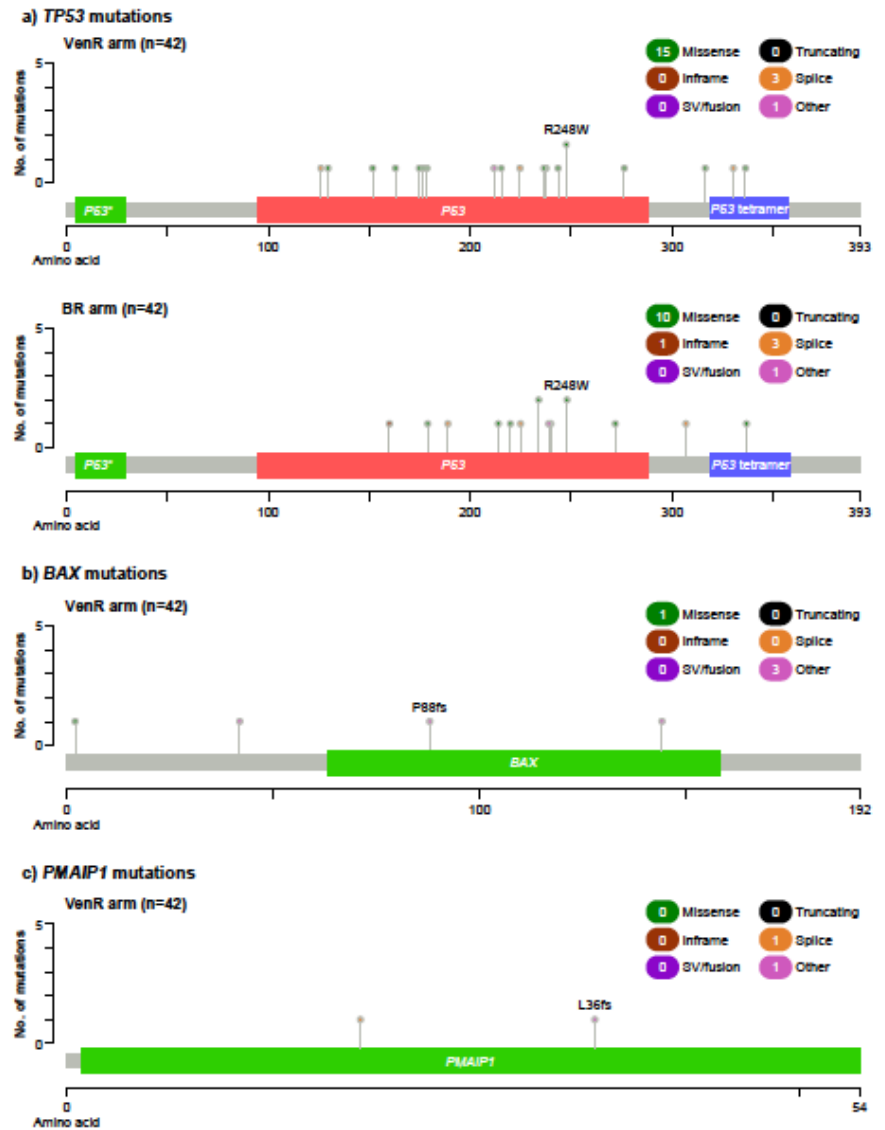 a) TP53 mutations
VenR arm (n=42)
15 Missense 0 Truncating
0 Inframe 3 Splice
0 SV/fusion 1 Other
No. of mutations
5
0
R248W
P53* P53 P53 tetramer
0 100 200 300 393
Amino acid
BR arm (n=42)
10 Missense 0 Truncating
1 Inframe 3 Splice
0 SV/fusion 1 Other
No. of mutations
5
0
R248W
P53* P53 P53 tetramer
0 100 200 300 393
Amino acid
b) BAX mutations
VenR arm (n=42)
1 Missense 0 Truncating
0 Inframe 0 Splice
0 SV/fusion 3 Other
No. of mutations
5
0
P88fs
BAX
0 100 192
Amino acid
c) PMAIP1 mutations
VenR arm (n=42)
0 Missense 0 Truncating
0 Inframe 1 Splice
0 SV/fusion 1 Other
No. of mutations
5
0
L36fs
PMAIP1
0 54
Amino acid